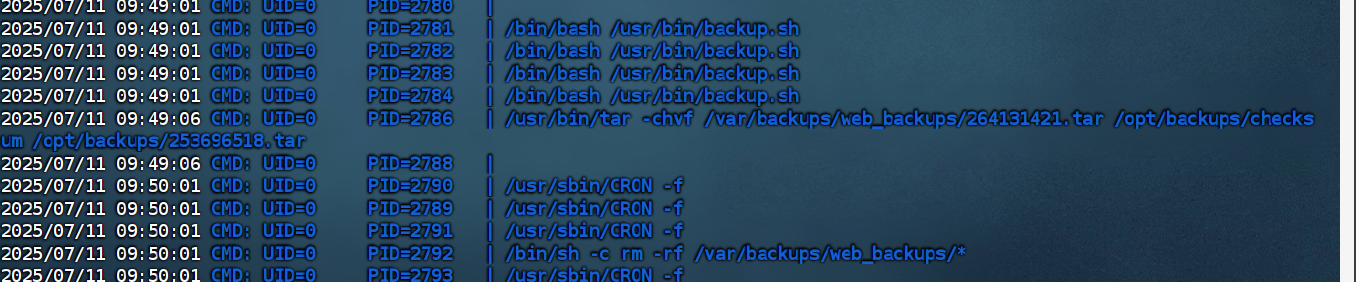 2025/07/11 09:49:01 CMD: UID=0     PID=2780   |
2025/07/11 09:49:01 CMD: UID=0     PID=2781   | /bin/bash /usr/bin/backup.sh
2025/07/11 09:49:01 CMD: UID=0     PID=2782   | /bin/bash /usr/bin/backup.sh
2025/07/11 09:49:01 CMD: UID=0     PID=2783   | /bin/bash /usr/bin/backup.sh
2025/07/11 09:49:01 CMD: UID=0     PID=2784   | /bin/bash /usr/bin/backup.sh
2025/07/11 09:49:06 CMD: UID=0     PID=2786   | /usr/bin/tar -chvf /var/backups/web_backups/264131421.tar /opt/backups/checks
um /opt/backups/253696518.tar
2025/07/11 09:49:06 CMD: UID=0     PID=2788   |
2025/07/11 09:50:01 CMD: UID=0     PID=2790   | /usr/sbin/CRON -f
2025/07/11 09:50:01 CMD: UID=0     PID=2789   | /usr/sbin/CRON -f
2025/07/11 09:50:01 CMD: UID=0     PID=2791   | /usr/sbin/CRON -f
2025/07/11 09:50:01 CMD: UID=0     PID=2792   | /bin/sh -c rm -rf /var/backups/web_backups/*
2025/07/11 09:50:01 CMD: UID=0     PID=2793   | /usr/sbin/CRON -f